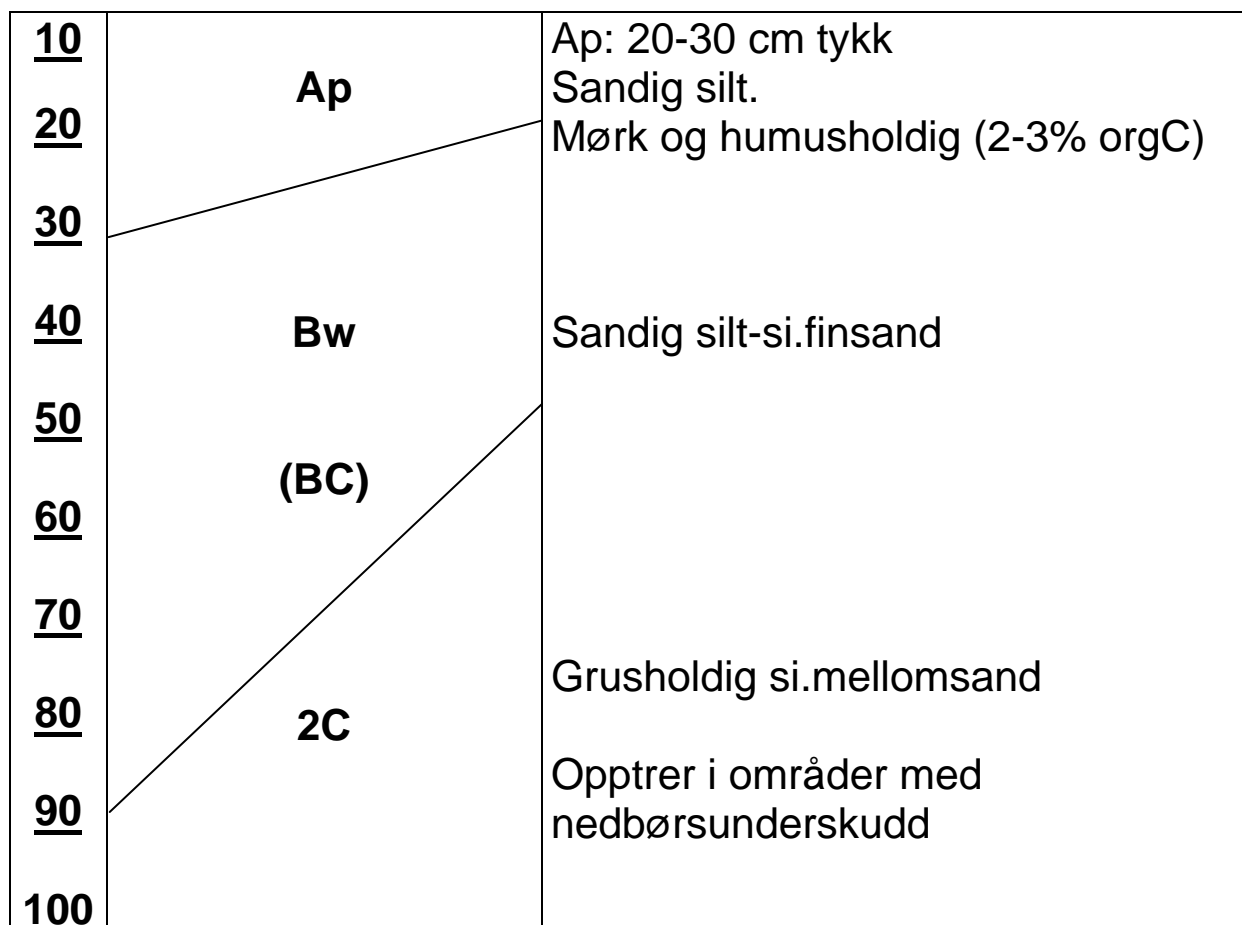 10
Ap: 20-30 cm tykk
Ap
Sandig silt.
20
Mørk og humusholdig (2-3% orgC)
30
40
Bw
Sandig silt-si.finsand
50
(BC)
60
70
Grusholdig si.mellomsand
80
2C
Opptrer i områder med
90
nedbørsunderskudd
100